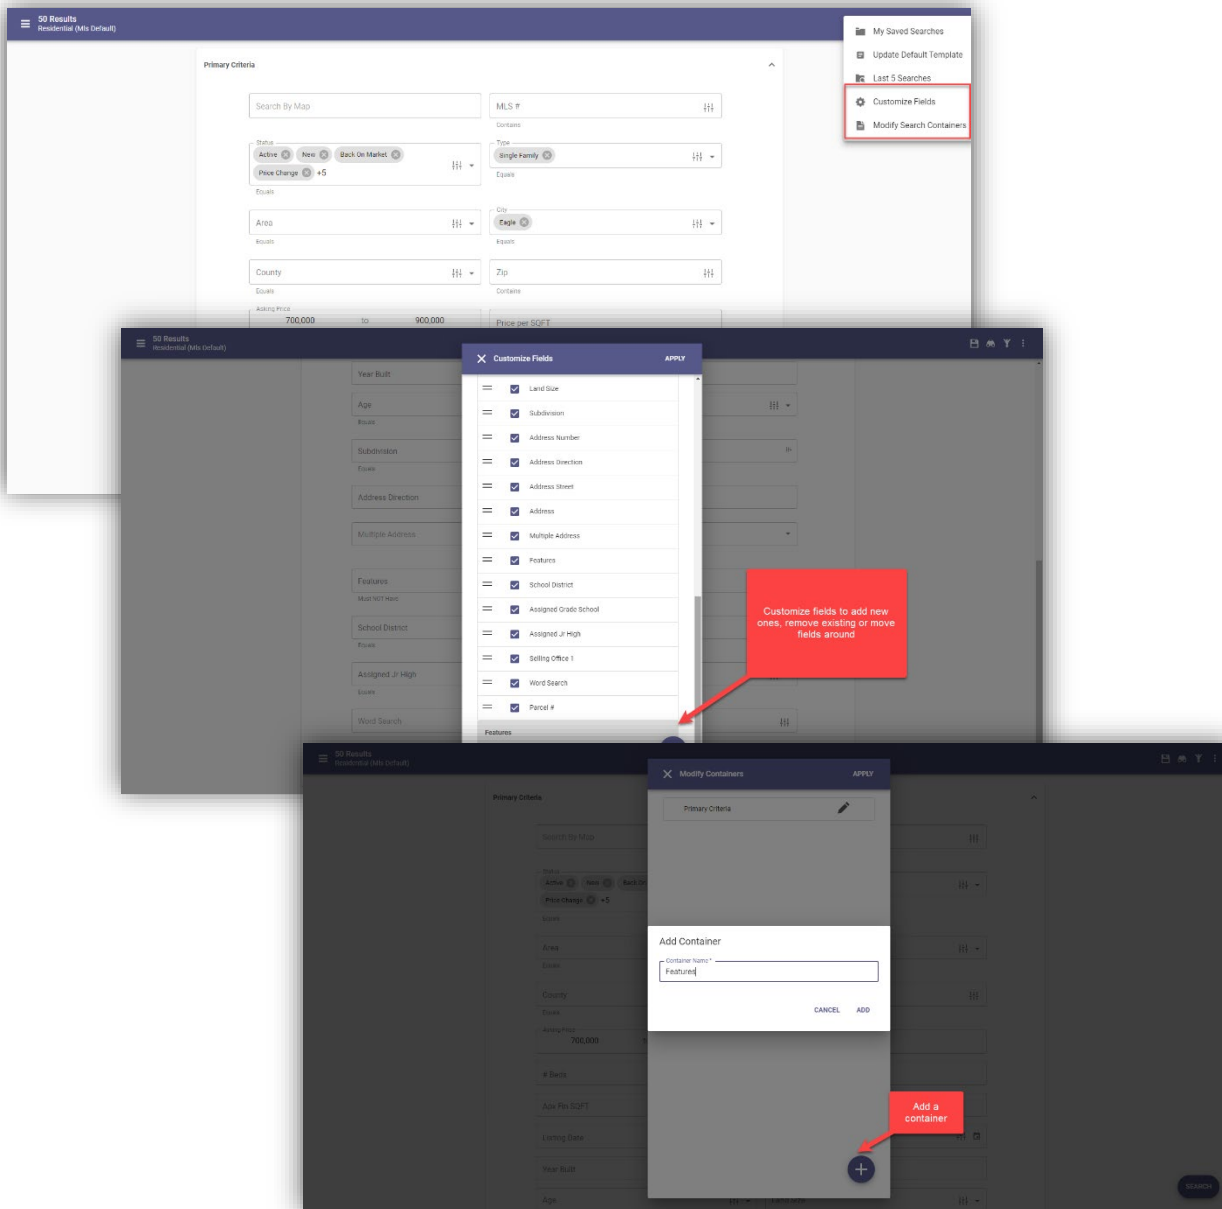 50 Results
Residential (Mls Default)
My Saved Searches
Update Default Template
Last 5 Searches
Customize Fields
Modify Search Containers
Primary Criteria
Search By Map
MLS #
Contains
Status
Active New Back On Market
Price Change +5
Equals
Type
Single Family
Equals
Area
Equals
City
Eagle
Equals
County
Equals
Zip
Contains
Asking Price
700,000 to 900,000
Price per SQFT
50 Results
Residential (Mls Default)
Customize Fields APPLY
Year Built
Age
Equals
Subdivision
Equals
Address Direction
Multiple Address
Features
Must NOT Have
School District
Equals
Assigned Jr High
Equals
Word Search
Land Size
Subdivision
Address Number
Address Direction
Address Street
Address
Multiple Address
Features
School District
Assigned Grade School
Assigned Jr High
Selling Office 1
Word Search
Parcel #
Features
Customize fields to add new
ones, remove existing or move
fields around
50 Results
Residential (Mls Default)
Modify Containers APPLY
Primary Criteria
Primary Criteria
Search By Map
Status
Active New Back On
Price Change +5
Equals
Area
Equals
County
Equals
Asking Price
700,000
# Beds
Listing Date
Year Built
Age
Land Size
Add Container
Container Name *
Features
CANCEL ADD
Add a
container
SEARCH